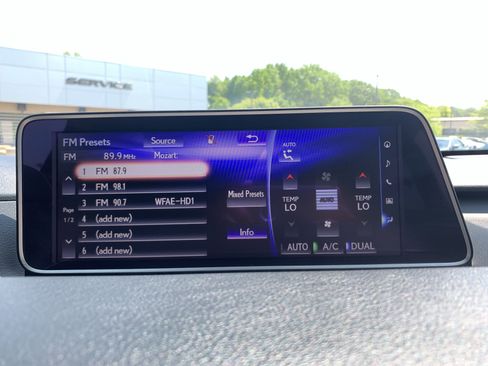 SERVICE
FM Presets Source
FM 89.9 MHz Mozart:
1 FM 87.9
2 FM 98.1
3 FM 90.7 WFAE-HD1
4 (add new)
5 (add new)
6 (add new)
Page
1/2
Mixed Presets
Info
AUTO
TEMP
LO
TEMP
LO
AUTO A/C DUAL